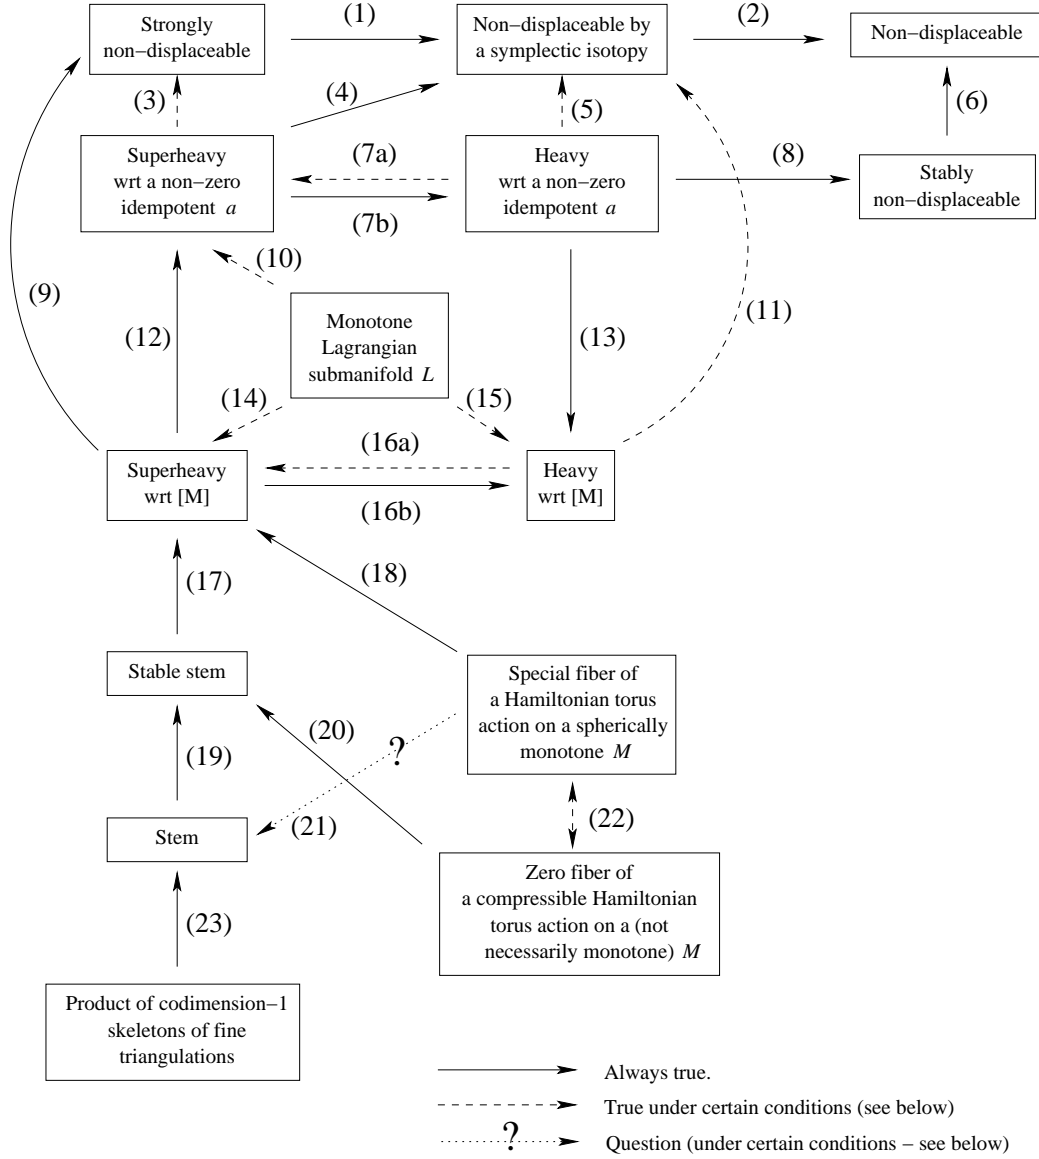 Strongly
non−displaceable
(1)
Non−displaceable by
a symplectic isotopy
(2)
Non−displaceable
(3)
(4)
(5)
(6)
Superheavy
wrt a non−zero
idempotent a
(7a)
(7b)
Heavy
wrt a non−zero
idempotent a
(8)
Stably
non−displaceable
(9)
(10)
(11)
(12)
Monotone
Lagrangian
submanifold L
(13)
(14)
(15)
Superheavy
wrt [M]
(16a)
(16b)
Heavy
wrt [M]
(17)
(18)
Stable stem
Special fiber of
a Hamiltonian torus
action on a spherically
monotone M
(19)
(20)
?
(21)
(22)
Stem
Zero fiber of
a compressible Hamiltonian
torus action on a (not
necessarily monotone) M
(23)
Product of codimension−1
skeletons of fine
triangulations
Always true.
True under certain conditions (see below)
?
Question (under certain conditions − see below)